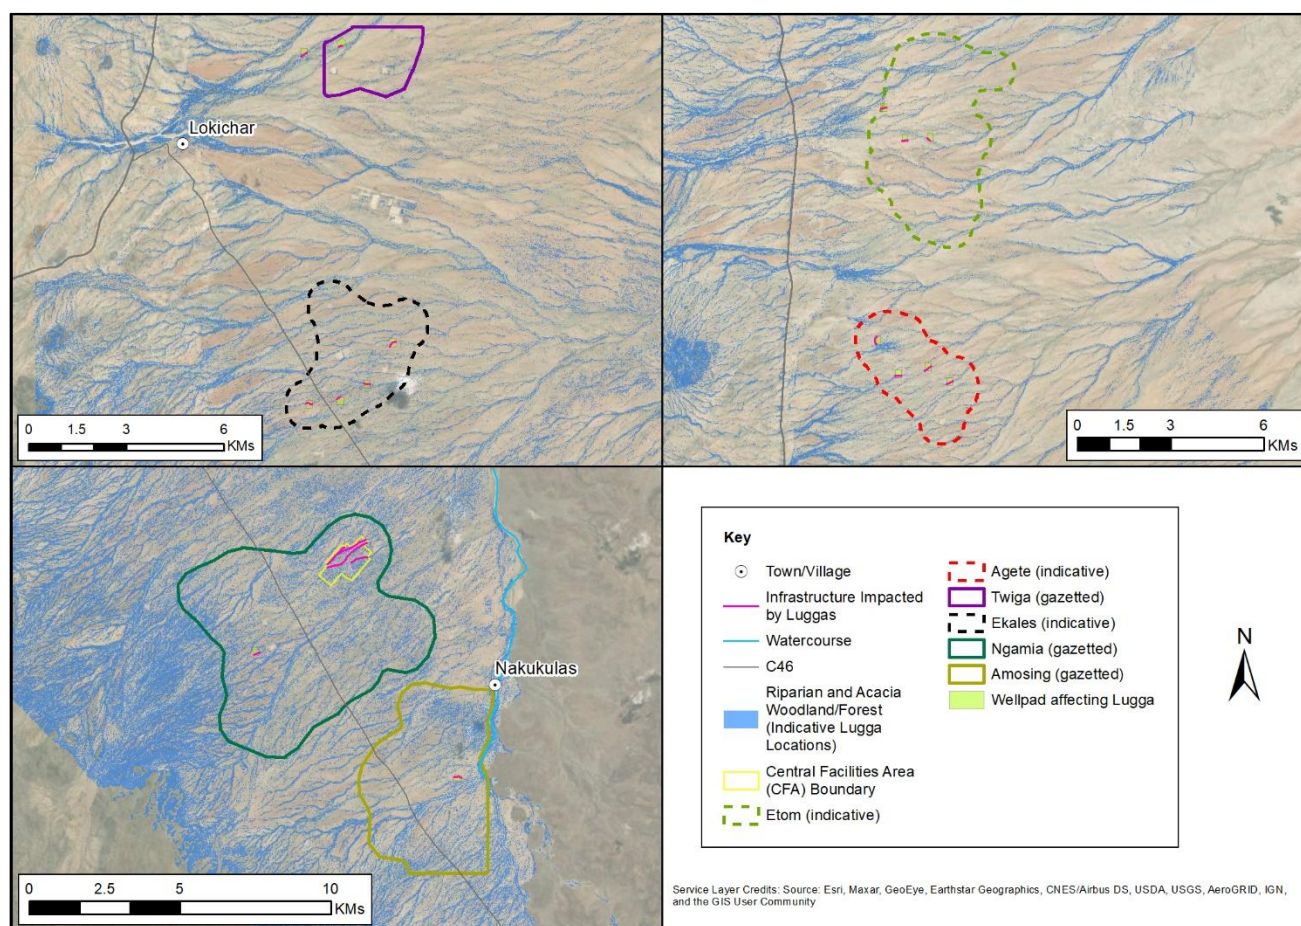 Lokichar
0 1.5 3 6
KMs
0 1.5 3 6
KMs
Nakukulas
0 2.5 5 10
KMs
Key
Town/Village
Infrastructure Impacted
by Luggas
Watercourse
C46
Riparian and Acacia
Woodland/Forest
(Indicative Lugga
Locations)
Central Facilities Area
(CFA) Boundary
Etom (indicative)
Agete (indicative)
Twiga (gazetted)
Ekales (indicative)
Ngamia (gazetted)
Amosing (gazetted)
Wellpad affecting Lugga
N
Service Layer Credits: Source: Esri, Maxar, GeoEye, Earthstar Geographics, CNES/Airbus DS, USDA, USGS, AeroGRID, IGN,
and the GIS User Community